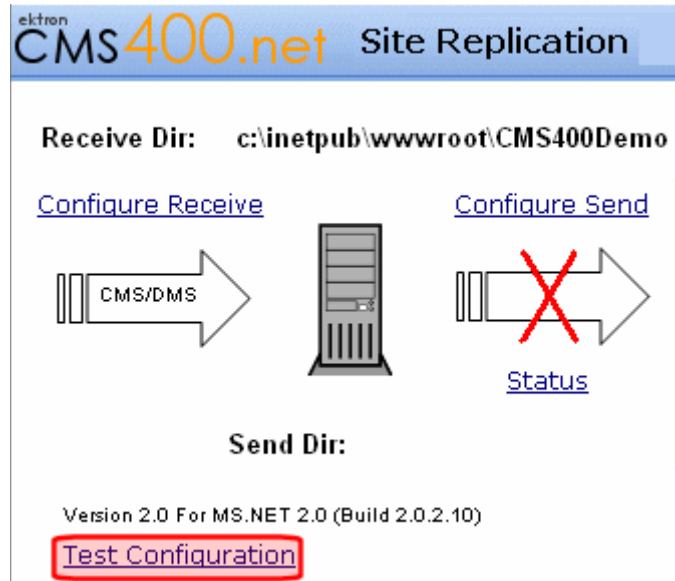 ektron
CMS400.net Site Replication
Receive Dir: c:\inetpub\wwwroot\CMS400Demo
Configure Receive
Configure Send
CMS/DMS
Status
Send Dir:
Version 2.0 For MS.NET 2.0 (Build 2.0.2.10)
Test Configuration